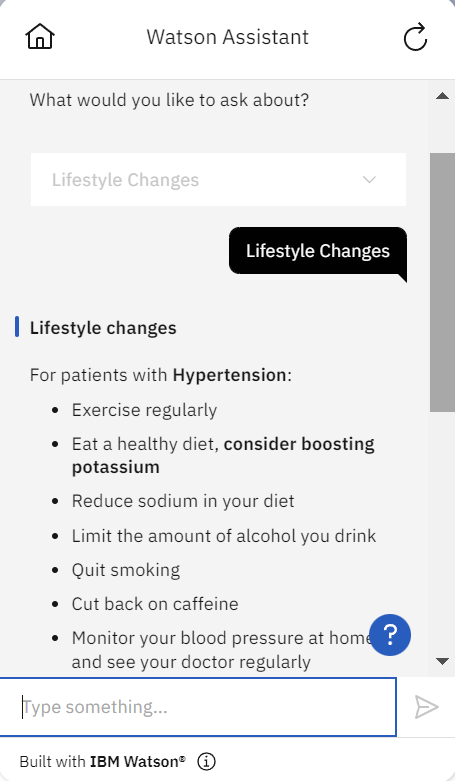 Watson Assistant
What would you like to ask about?
Lifestyle Changes
Lifestyle Changes
Lifestyle changes
For patients with Hypertension:
• Exercise regularly
• Eat a healthy diet, consider boosting
potassium
• Reduce sodium in your diet
• Limit the amount of alcohol you drink
• Quit smoking
• Cut back on caffeine
• Monitor your blood pressure at home
?
and see your doctor regularly
Type something...
Built with IBM Watson®